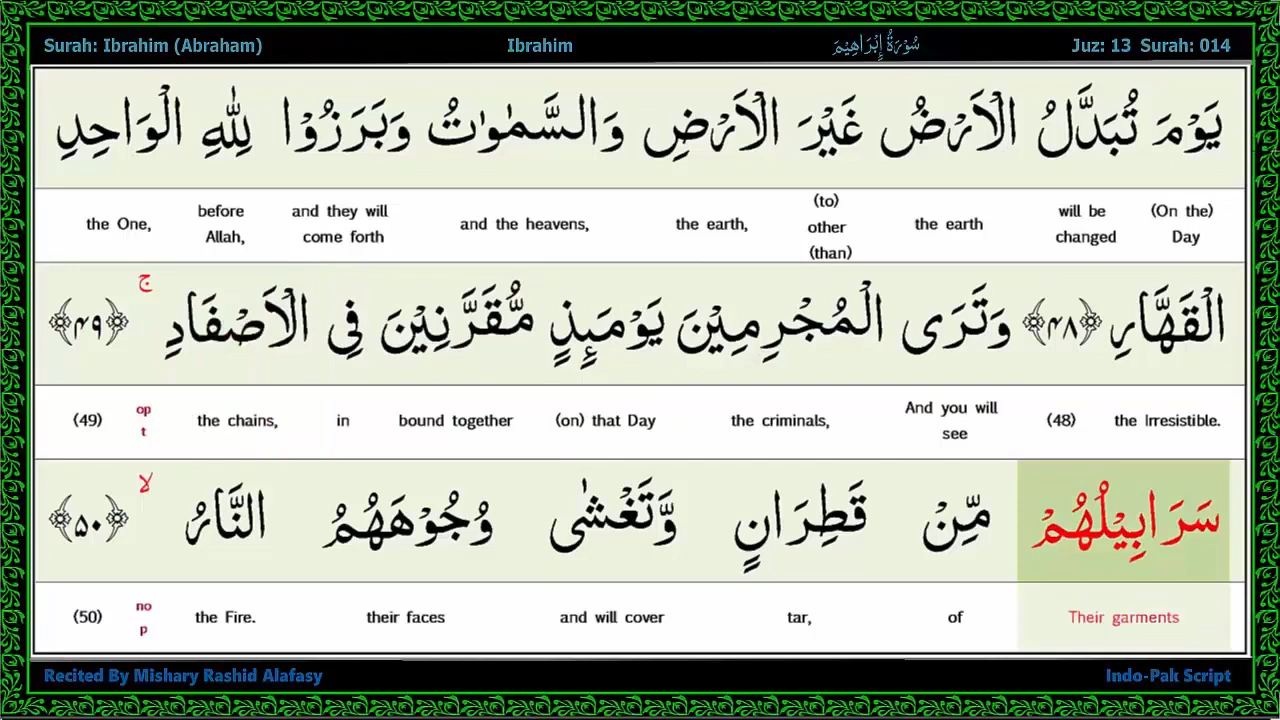 Surah: Ibrahim (Abraham) Ibrahim سُوْرَةُ إِبْرَاهِيْمَ Juz: 13 Surah: 014
يَوْمَ تُبَدَّلُ الْاَرْضُ غَيْرَ الْاَرْضِ وَالسَّمٰوٰتُ وَبَرَزُوْا لِلّٰهِ الْوَاحِدِ
(On the) Day will be changed the earth (to) other (than) the earth, and the heavens, and they will come forth before Allah, the One,
الْقَهَّارِ ﴿۴۸﴾ وَتَرَى الْمُجْرِمِيْنَ يَوْمَىِٕذٍ مُّقَرَّنِيْنَ فِى الْاَصْفَادِ ج ﴿۴۹﴾
the Irresistible. (48) And you will see the criminals, (on) that Day bound together in the chains, opt (49)
سَرَابِيْلُهُمْ مِّنْ قَطِرَانٍ وَّتَغْشٰى وُجُوْهَهُمُ النَّارُ لا ﴿۵۰﴾
Their garments of tar, and will cover their faces the Fire. nop (50)
Recited By Mishary Rashid Alafasy Indo-Pak Script